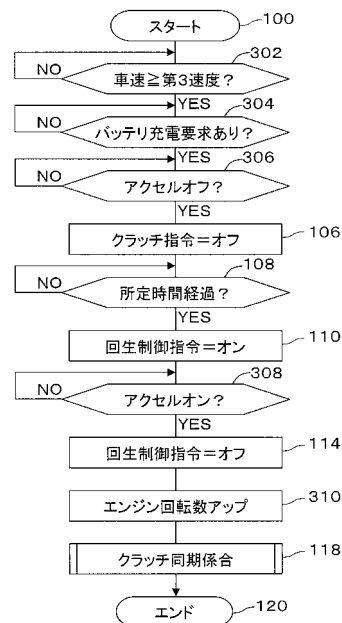 スタート
100
302
NO
車速≧第3速度?
YES
304
NO
バッテリ充電要求あり?
YES
306
NO
アクセルオフ?
YES
クラッチ指令=オフ
106
108
NO
所定時間経過?
YES
回生制御指令=オン
110
308
NO
アクセルオン?
YES
回生制御指令=オフ
114
エンジン回転数アップ
310
クラッチ同期係合
118
エンド
120